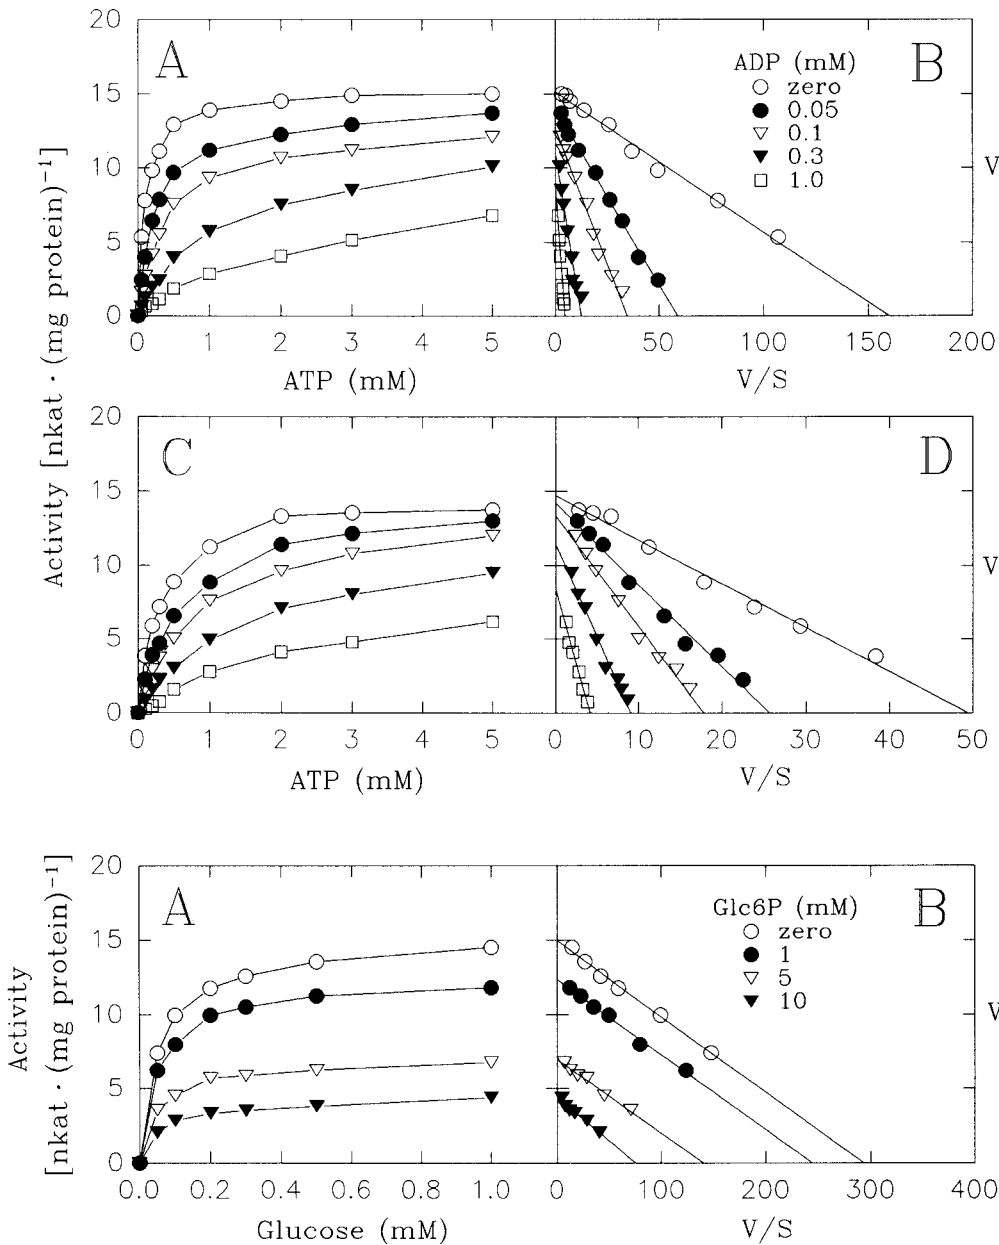 A
B
ADP (mM)
zero
0.05
0.1
0.3
1.0
20
15
10
5
0
0 1 2 3 4 5
ATP (mM)
0 50 100 150 200
V/S
V
Activity [nkat · (mg protein)⁻¹
C
D
20
15
10
5
0
0 1 2 3 4 5
ATP (mM)
0 10 20 30 40 50
V/S
V
A
B
Glc6P (mM)
zero
1
5
10
20
15
10
5
0
0.0 0.2 0.4 0.6 0.8 1.0
Glucose (mM)
0 100 200 300 400
V/S
V
Activity
[nkat · (mg protein)⁻¹